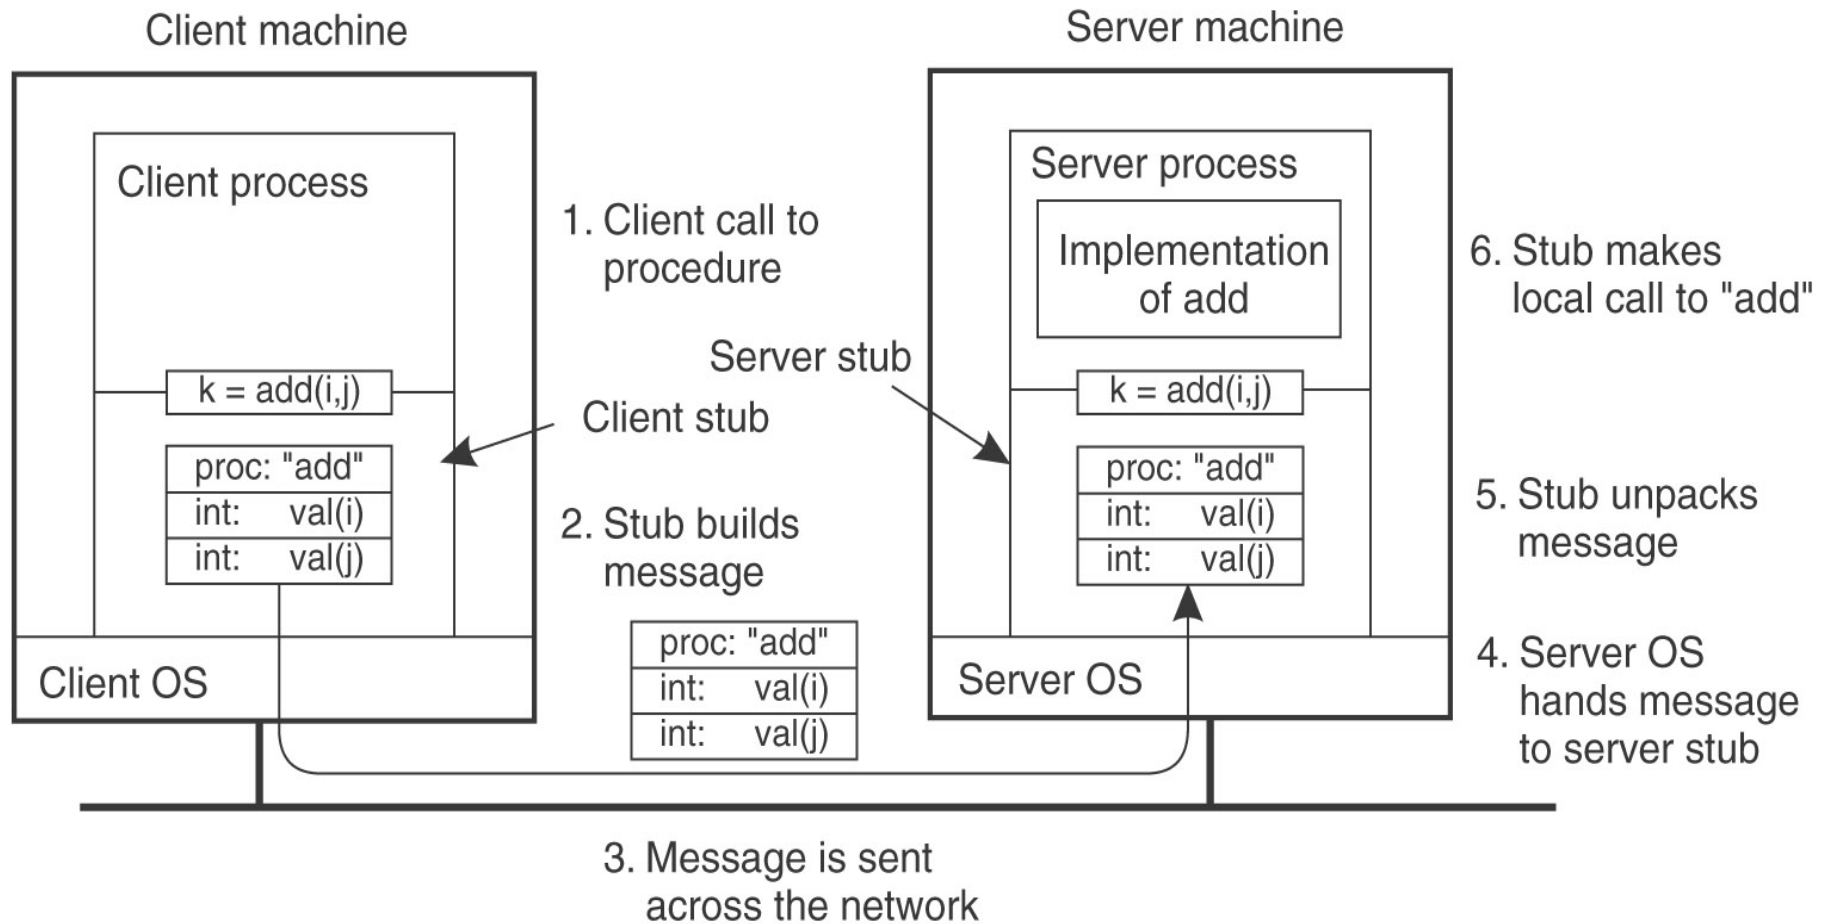 Client machine
Server machine
Client process
1. Client call to
procedure
k = add(i,j)
Client stub
proc: "add"
int: val(i)
int: val(j)
2. Stub builds
message
proc: "add"
int: val(i)
int: val(j)
Client OS
3. Message is sent
across the network
Server process
Implementation
of add
Server stub
k = add(i,j)
proc: "add"
int: val(i)
int: val(j)
Server OS
6. Stub makes
local call to "add"
5. Stub unpacks
message
4. Server OS
hands message
to server stub